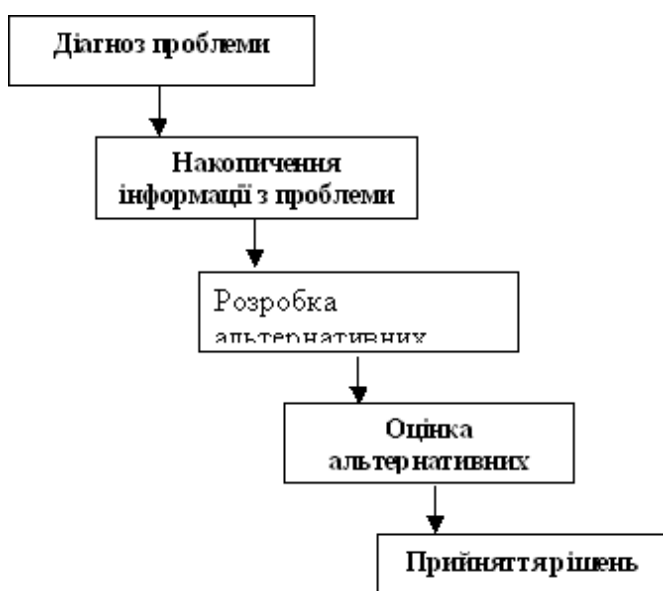 Діагноз проблеми
Накопичення
інформації з проблеми
Розробка
альтернативних
Оцінка
альтернативних
Прийняття рішень